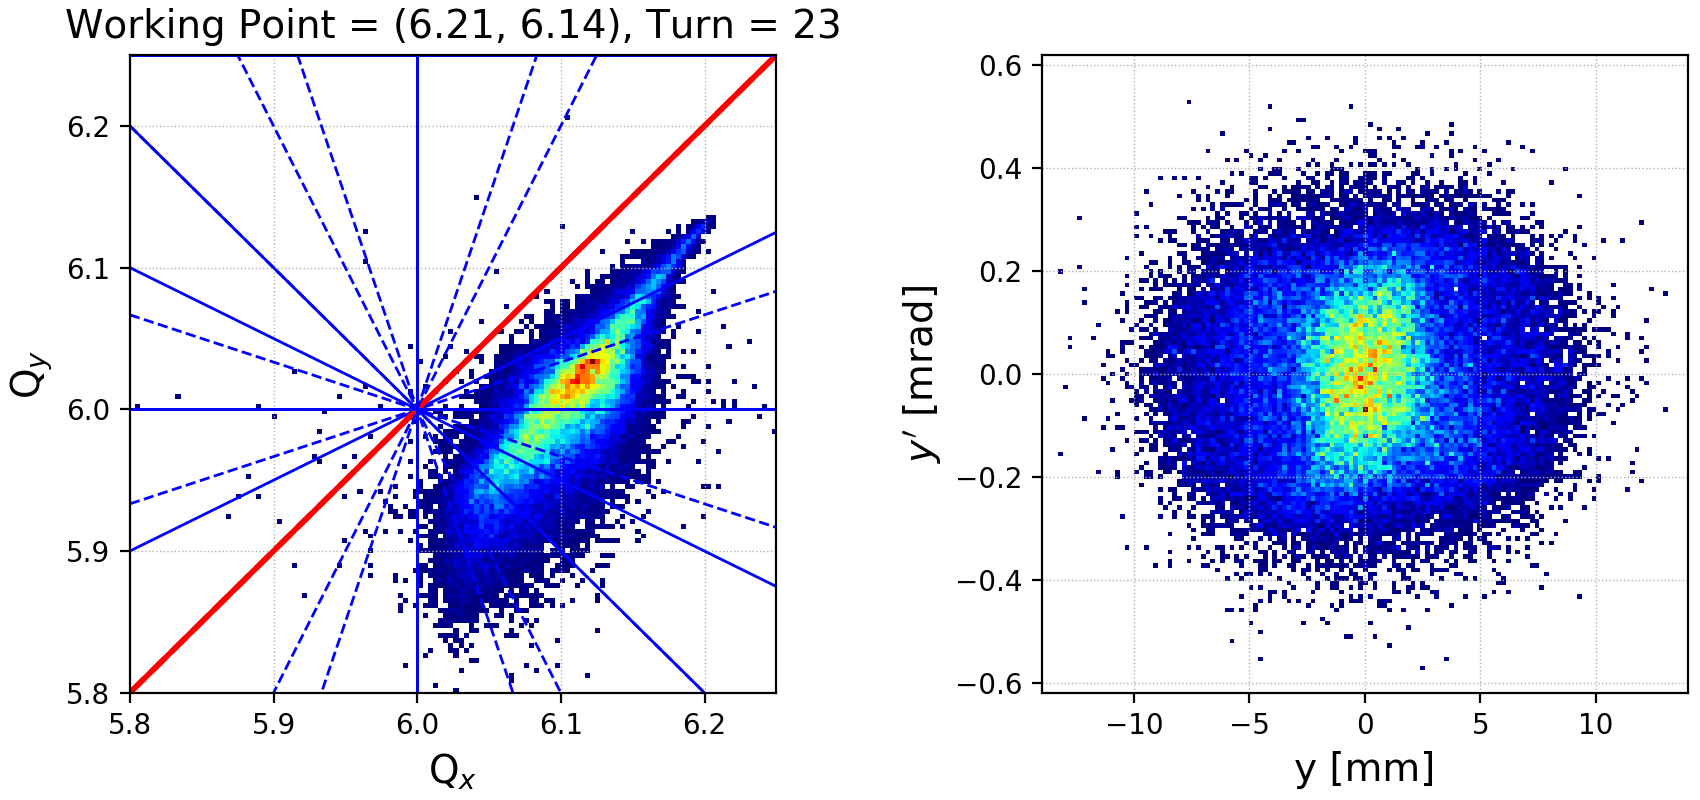 Working Point = (6.21, 6.14), Turn = 23
6.2
6.1
6.0
5.9
5.8
Q_y
5.8 5.9 6.0 6.1 6.2
Q_x
0.6
0.4
0.2
0.0
−0.2
−0.4
−0.6
y′ [mrad]
−10 −5 0 5 10
y [mm]